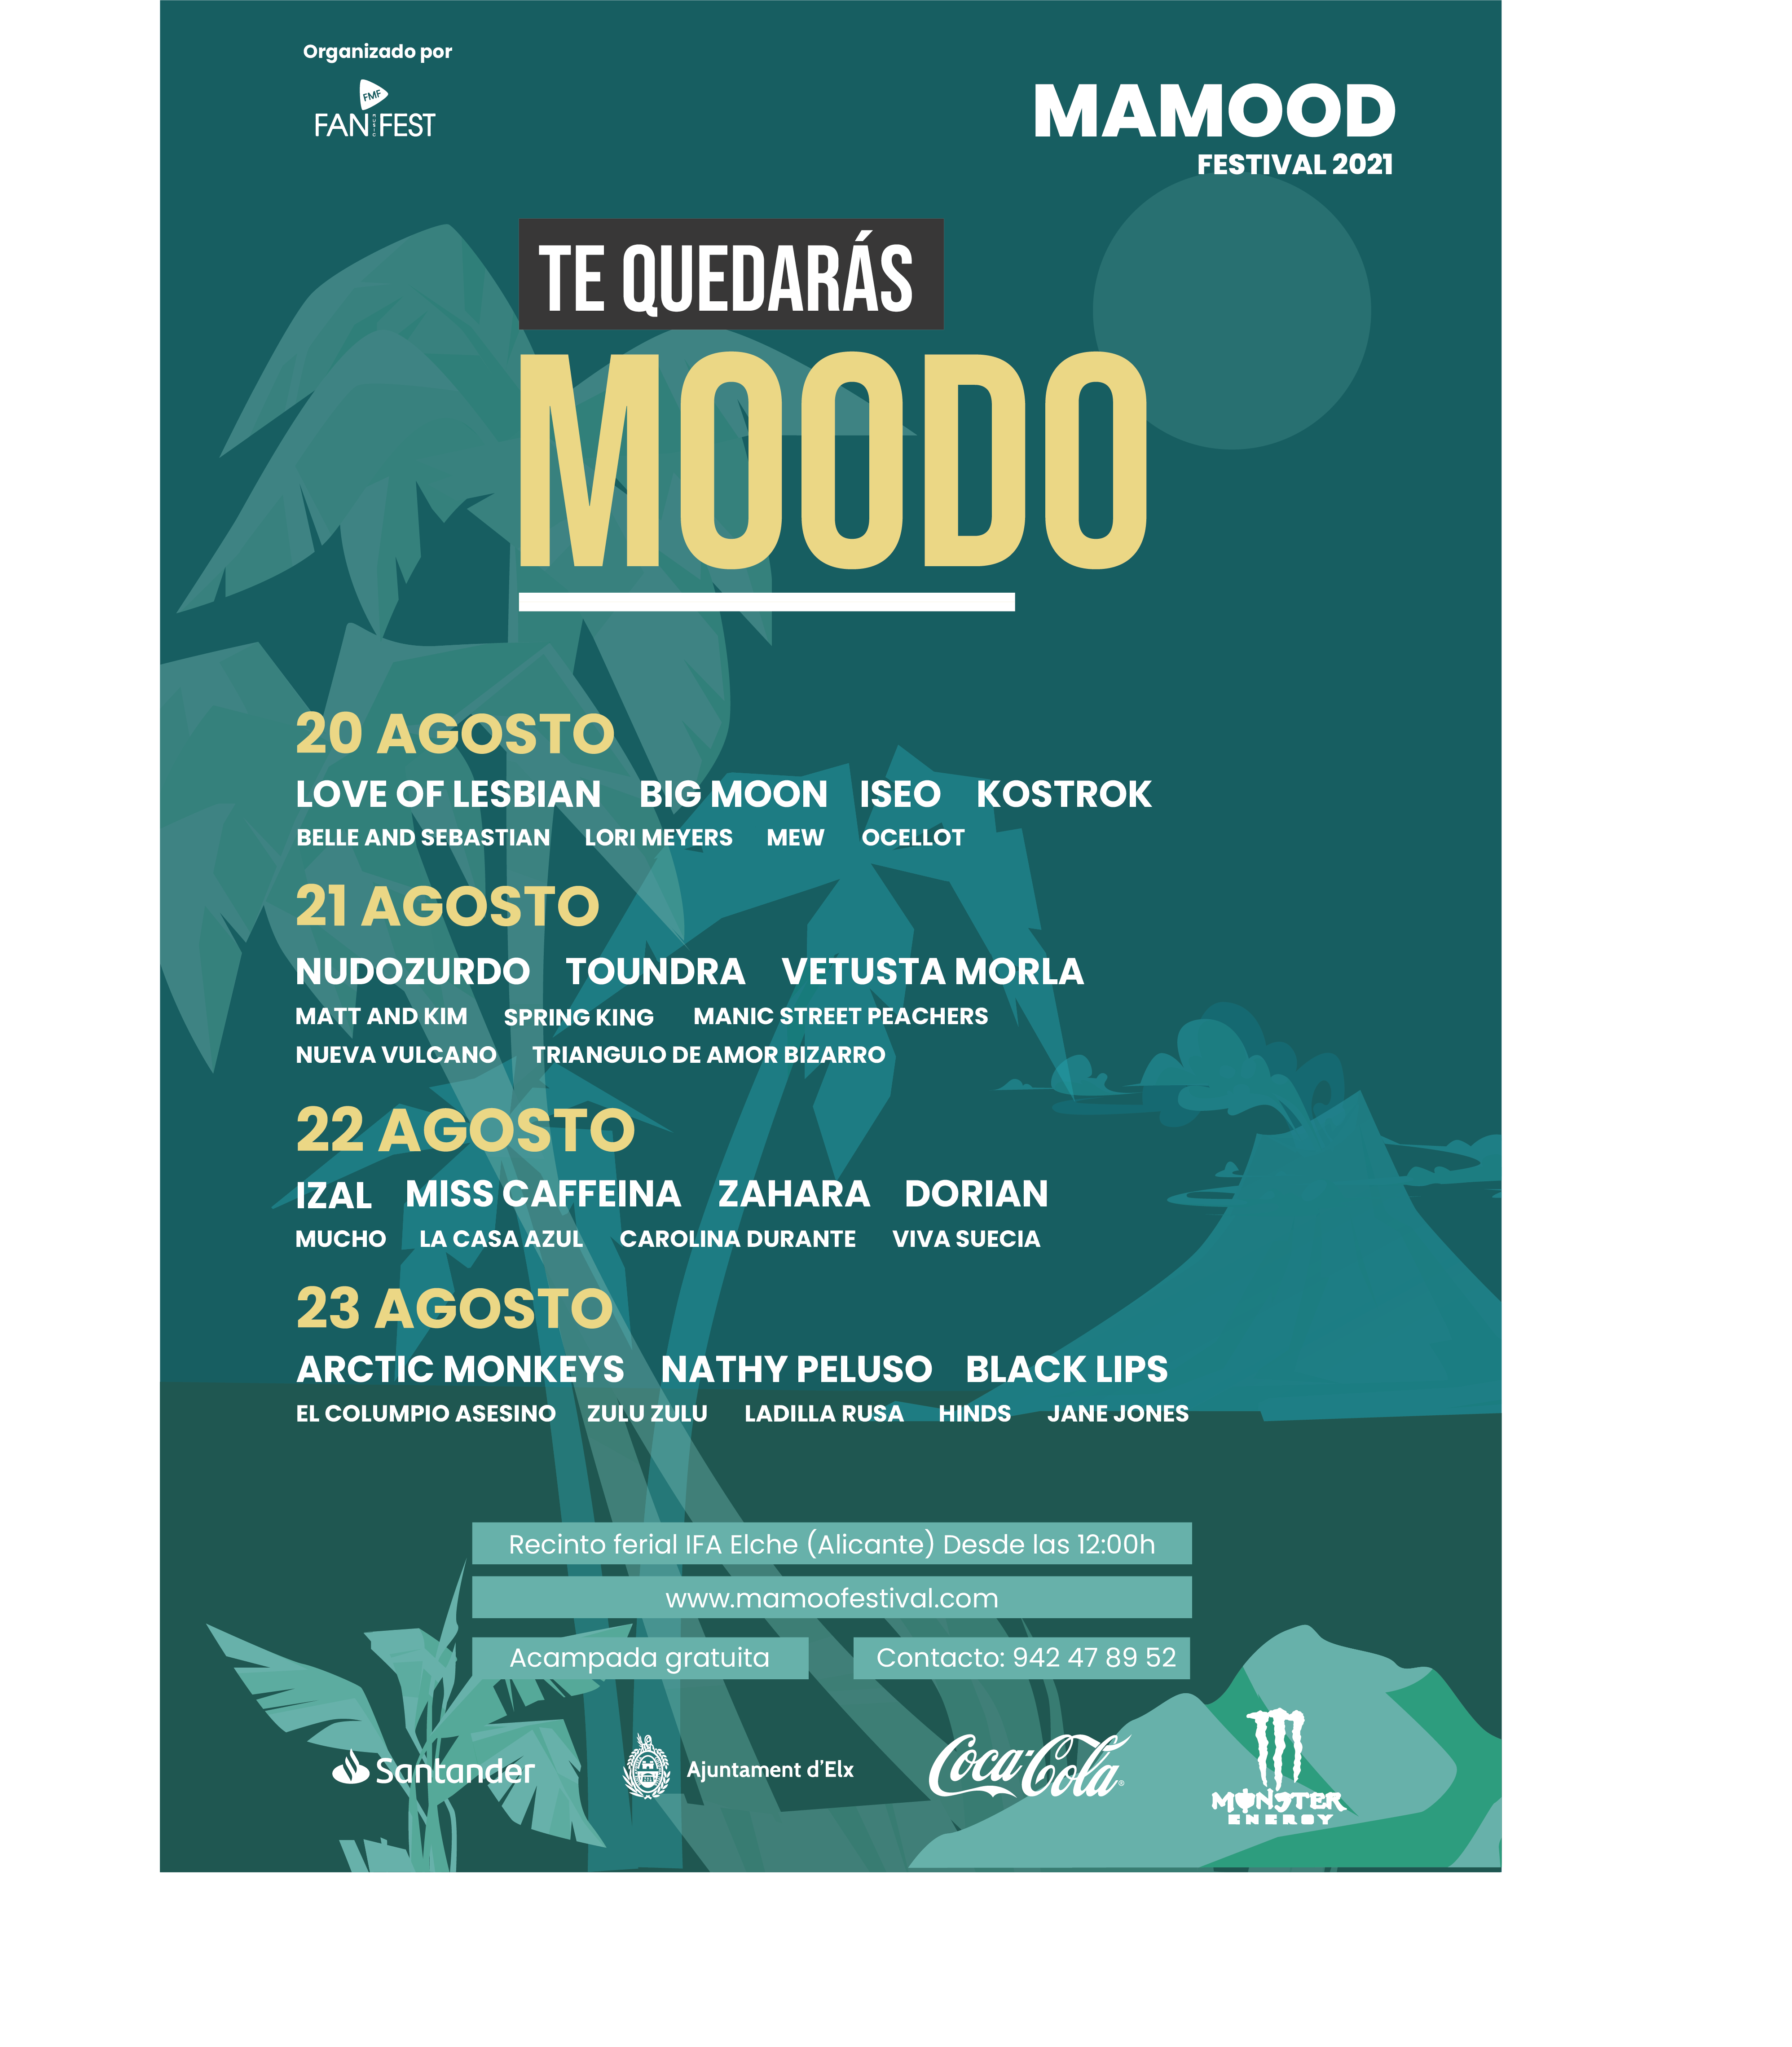 Organizado por
FMF
FAN MUSIC FEST
MAMOOD
FESTIVAL 2021
TE QUEDARÁS
MOODO
20 AGOSTO
LOVE OF LESBIAN BIG MOON ISEO KOSTROK
BELLE AND SEBASTIAN LORI MEYERS MEW OCELLOT
21 AGOSTO
NUDOZURDO TOUNDRA VETUSTA MORLA
MATT AND KIM SPRING KING MANIC STREET PEACHERS
NUEVA VULCANO TRIANGULO DE AMOR BIZARRO
22 AGOSTO
IZAL MISS CAFFEINA ZAHARA DORIAN
MUCHO LA CASA AZUL CAROLINA DURANTE VIVA SUECIA
23 AGOSTO
ARCTIC MONKEYS NATHY PELUSO BLACK LIPS
EL COLUMPIO ASESINO ZULU ZULU LADILLA RUSA HINDS JANE JONES
Recinto ferial IFA Elche (Alicante) Desde las 12:00h
www.mamoofestival.com
Acampada gratuita Contacto: 942 47 89 52
Santander Ajuntament d'Elx Coca-Cola® MONSTER
ENERGY